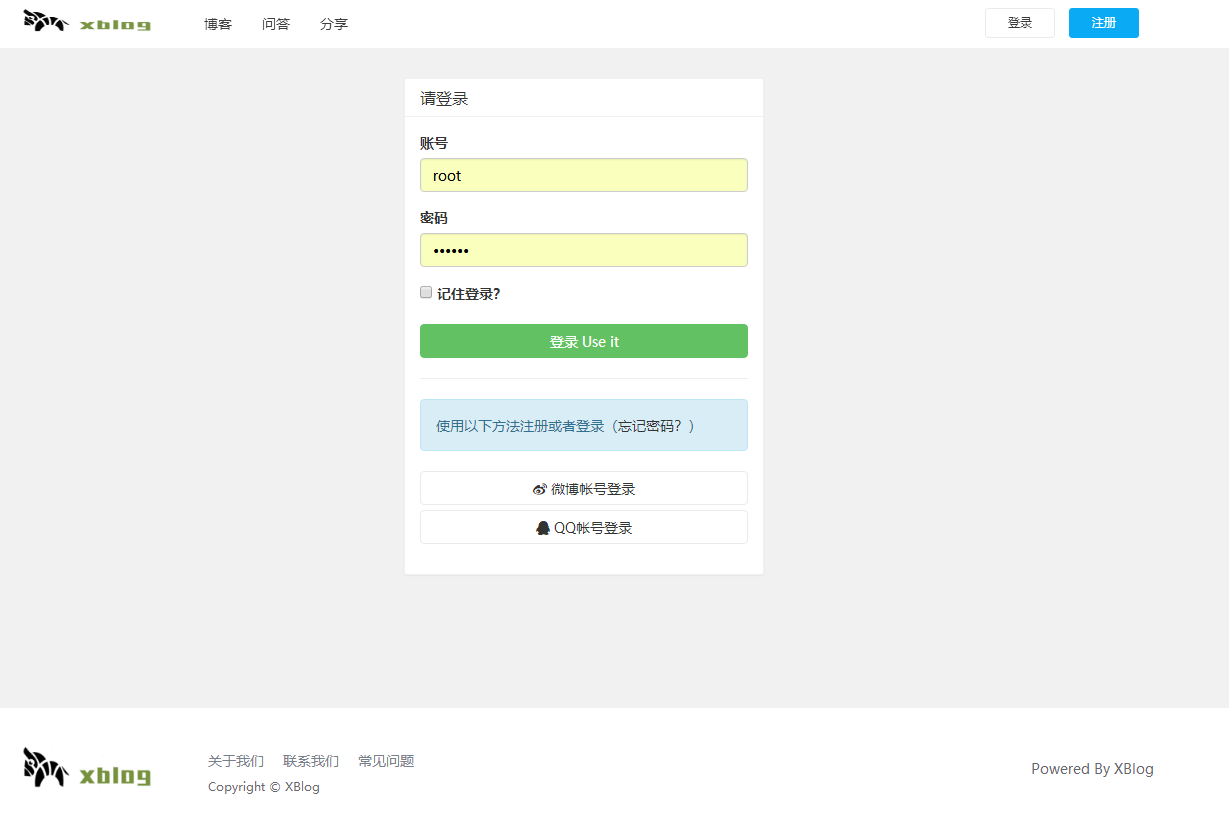 xblog 博客 问答 分享 登录 注册
请登录
账号
root
密码
••••••
记住登录?
登录 Use it
使用以下方法注册或者登录（忘记密码？）
微博帐号登录
QQ帐号登录
xblog
关于我们 联系我们 常见问题
Copyright © XBlog
Powered By XBlog